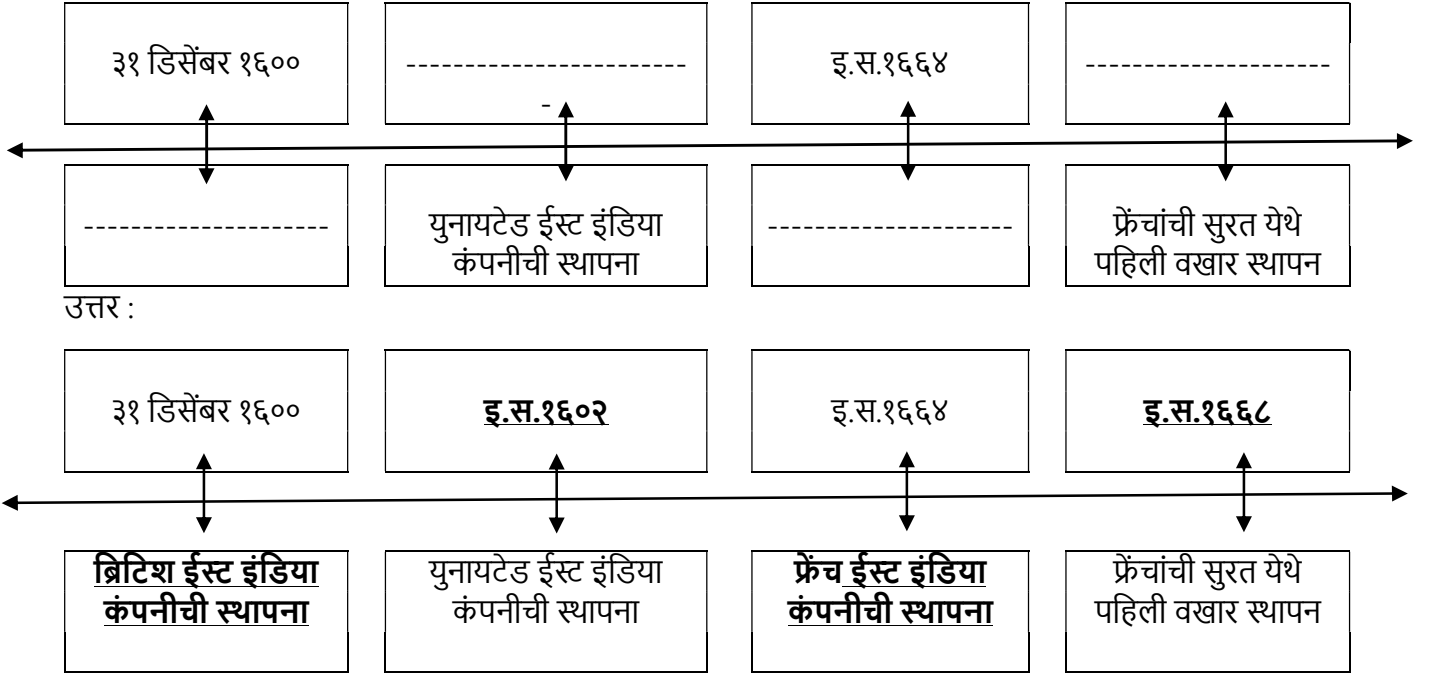 ३१ डिसेंबर १६०० ------------------------ इ.स.१६६४ ---------------------
-
--------------------- युनायटेड ईस्ट इंडिया --------------------- फ्रेंचांची सुरत येथे
कंपनीची स्थापना पहिली वखार स्थापन
उत्तर :
३१ डिसेंबर १६०० इ.स.१६०२ इ.स.१६६४ इ.स.१६६८
ब्रिटिश ईस्ट इंडिया युनायटेड ईस्ट इंडिया फ्रेंच ईस्ट इंडिया फ्रेंचांची सुरत येथे
कंपनीची स्थापना कंपनीची स्थापना कंपनीची स्थापना पहिली वखार स्थापन